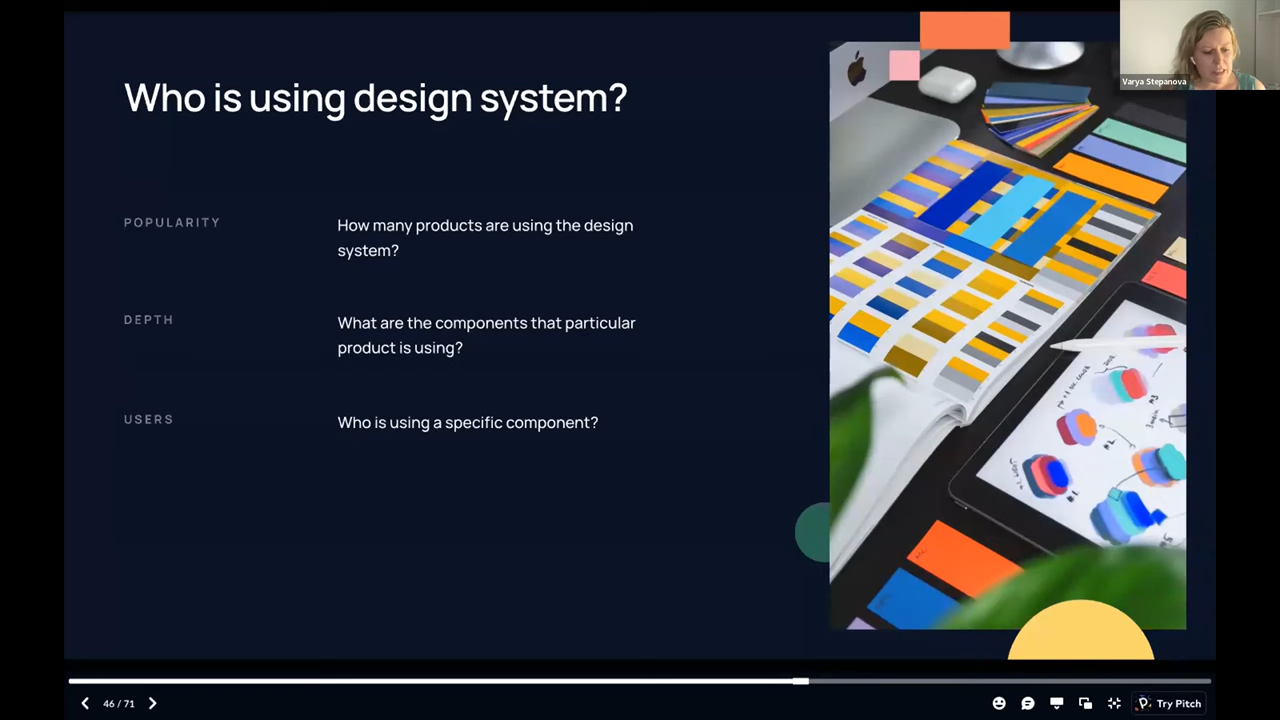 Who is using design system?
Varya Stepanova
POPULARITY
How many products are using the design
system?
DEPTH
What are the components that particular
product is using?
USERS
Who is using a specific component?
46 / 71
Try Pitch